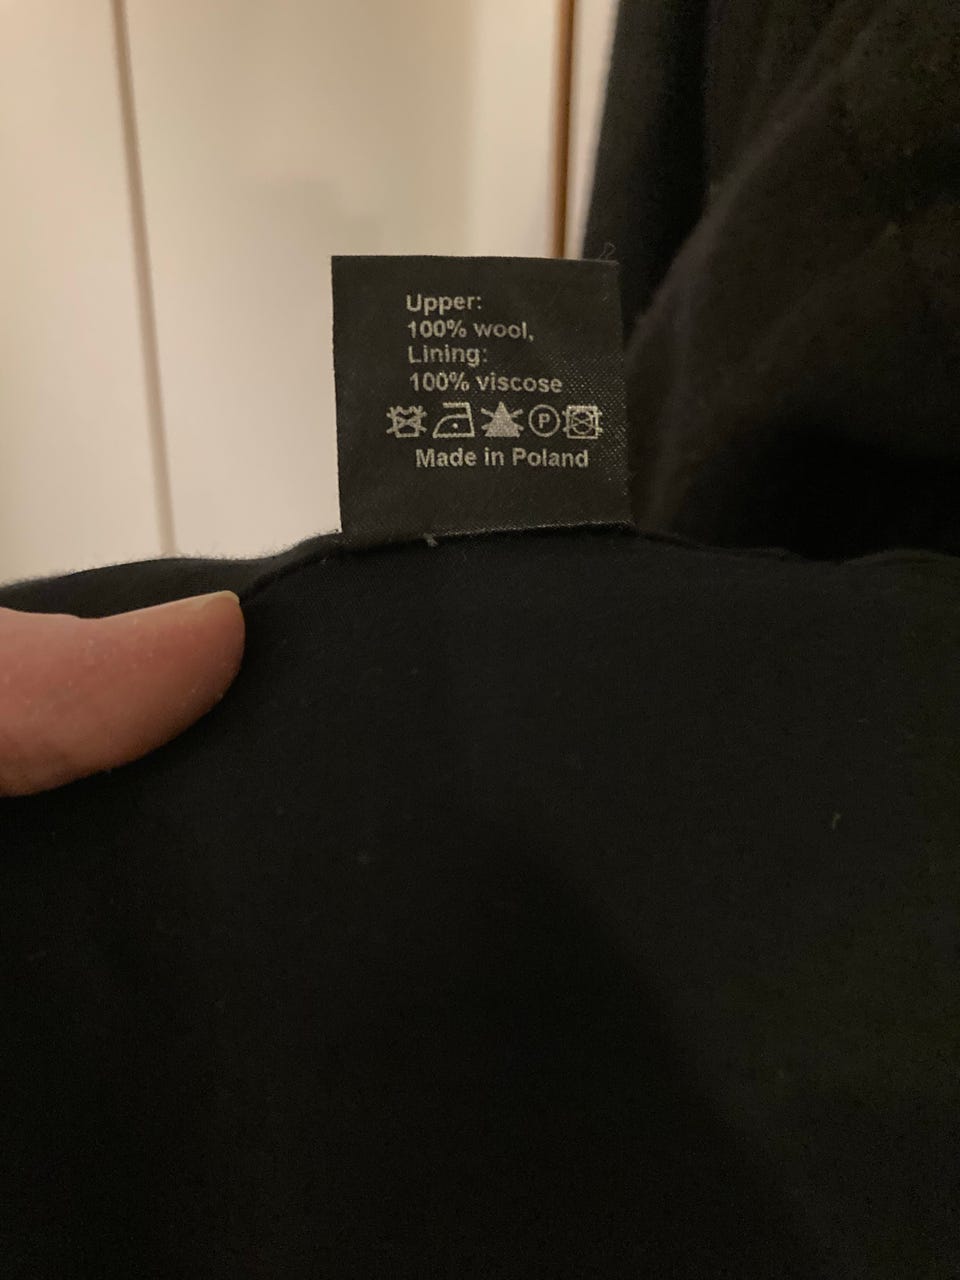 Upper:
100% wool,
Lining:
100% viscose
P
Made in Poland